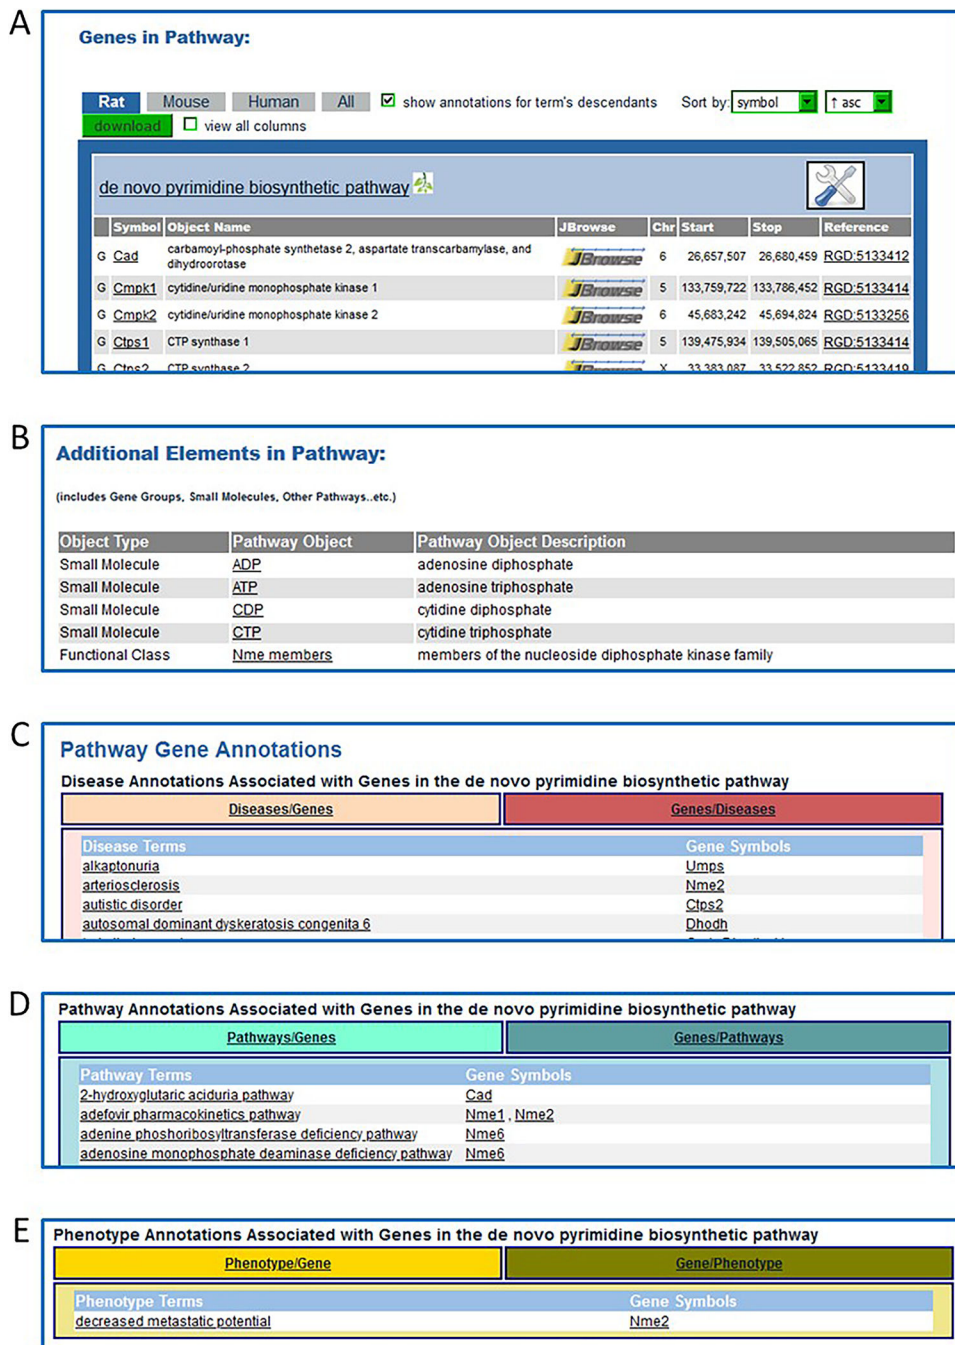 A
Genes in Pathway:
Rat Mouse Human All show annotations for term's descendants Sort by: symbol ↑ asc
download view all columns
de novo pyrimidine biosynthetic pathway
Symbol Object Name JBrowse Chr Start Stop Reference
G Cad carbamoyl-phosphate synthetase 2, aspartate transcarbamylase, and dihydroorotase JBrowse 6 26,657,507 26,680,459 RGD:5133412
G Cmpk1 cytidine/uridine monophosphate kinase 1 JBrowse 5 133,759,722 133,786,452 RGD:5133414
G Cmpk2 cytidine/uridine monophosphate kinase 2 JBrowse 6 45,683,242 45,694,824 RGD:5133256
G Ctps1 CTP synthase 1 JBrowse 5 139,475,934 139,505,065 RGD:5133414
G Ctps2 CTP synthase 2 JBrowse X 33,383,087 33,522,852 RGD:5133419
B
Additional Elements in Pathway:
(includes Gene Groups, Small Molecules, Other Pathways..etc.)
Object Type Pathway Object Pathway Object Description
Small Molecule ADP adenosine diphosphate
Small Molecule ATP adenosine triphosphate
Small Molecule CDP cytidine diphosphate
Small Molecule CTP cytidine triphosphate
Functional Class Nme members members of the nucleoside diphosphate kinase family
C
Pathway Gene Annotations
Disease Annotations Associated with Genes in the de novo pyrimidine biosynthetic pathway
Diseases/Genes Genes/Diseases
Disease Terms Gene Symbols
alkaptonuria Umps
arteriosclerosis Nme2
autistic disorder Ctps2
autosomal dominant dyskeratosis congenita 6 Dhodh
D
Pathway Annotations Associated with Genes in the de novo pyrimidine biosynthetic pathway
Pathways/Genes Genes/Pathways
Pathway Terms Gene Symbols
2-hydroxyglutaric aciduria pathway Cad
adefovir pharmacokinetics pathway Nme1 , Nme2
adenine phoshoribosyltransferase deficiency pathway Nme6
adenosine monophosphate deaminase deficiency pathway Nme6
E
Phenotype Annotations Associated with Genes in the de novo pyrimidine biosynthetic pathway
Phenotype/Gene Gene/Phenotype
Phenotype Terms Gene Symbols
decreased metastatic potential Nme2